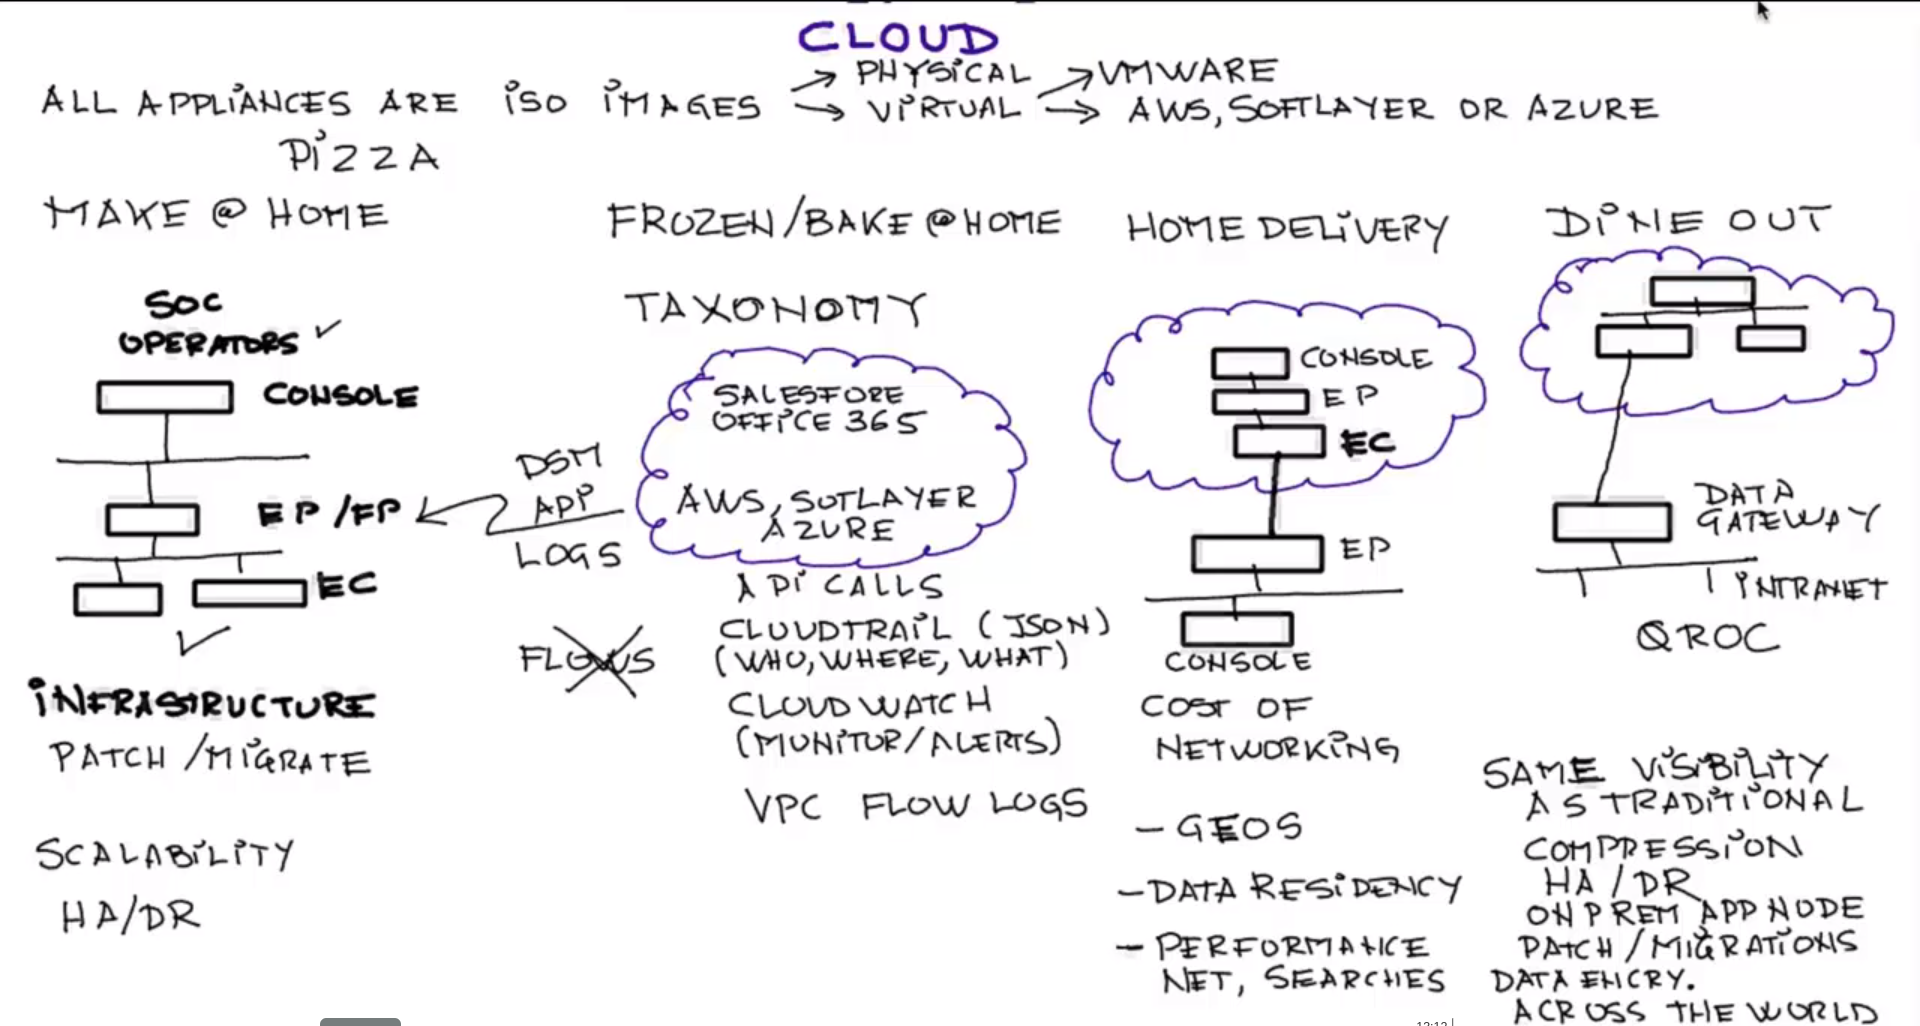 CLOUD
ALL APPLIANCES ARE ISO IMAGES
PHYSICAL
VIRTUAL
VMWARE
AWS, SOFTLAYER OR AZURE
PIZZA
MAKE @ HOME
SOC
OPERATORS
CONSOLE
EP/FP
EC
INFRASTRUCTURE
PATCH/MIGRATE
SCALABILITY
HA/DR
FROZEN/BAKE @ HOME
TAXONOMY
SALESFORE
OFFICE 365
AWS, SOTLAYER
AZURE
DSM
APP
LOGS
FLOWS
API CALLS
CLOUDTRAIL (JSON)
(WHO, WHERE, WHAT)
CLOUD WATCH
(MUNITUR/ALERTS)
VPC FLOW LOGS
HOME DELIVERY
CONSOLE
EP
EC
EP
CONSOLE
COST OF
NETWORKING
- GEOS
- DATA RESIDENCY
- PERFORMANCE
NET, SEARCHES
DINE OUT
DATA
GATEWAY
INTRANET
QROC
SAME VISIBILITY
AS TRADITIONAL
COMPRESSION
HA/DR
ON PREM APP NODE
PATCH/MIGRATIONS
DATA ENCRY.
ACROSS THE WORLD